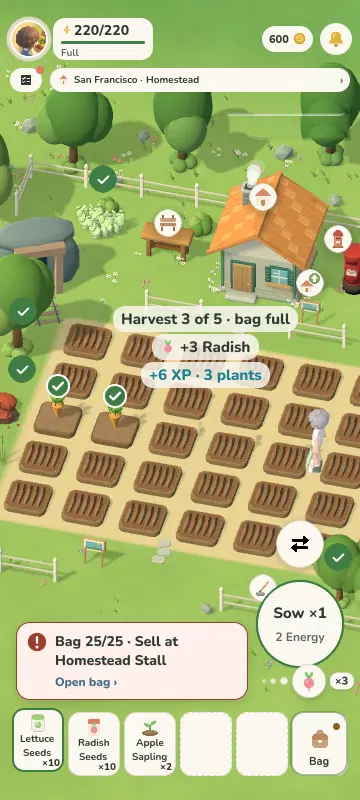 220/220
Full
600
San Francisco · Homestead ›
Harvest 3 of 5 · bag full
+3 Radish
+6 XP · 3 plants
Sow ×1
2 Energy
Bag 25/25 · Sell at
Homestead Stall
Open bag ›
×3
Lettuce
Seeds
×10
Radish
Seeds
×10
Apple
Sapling
×2
Bag